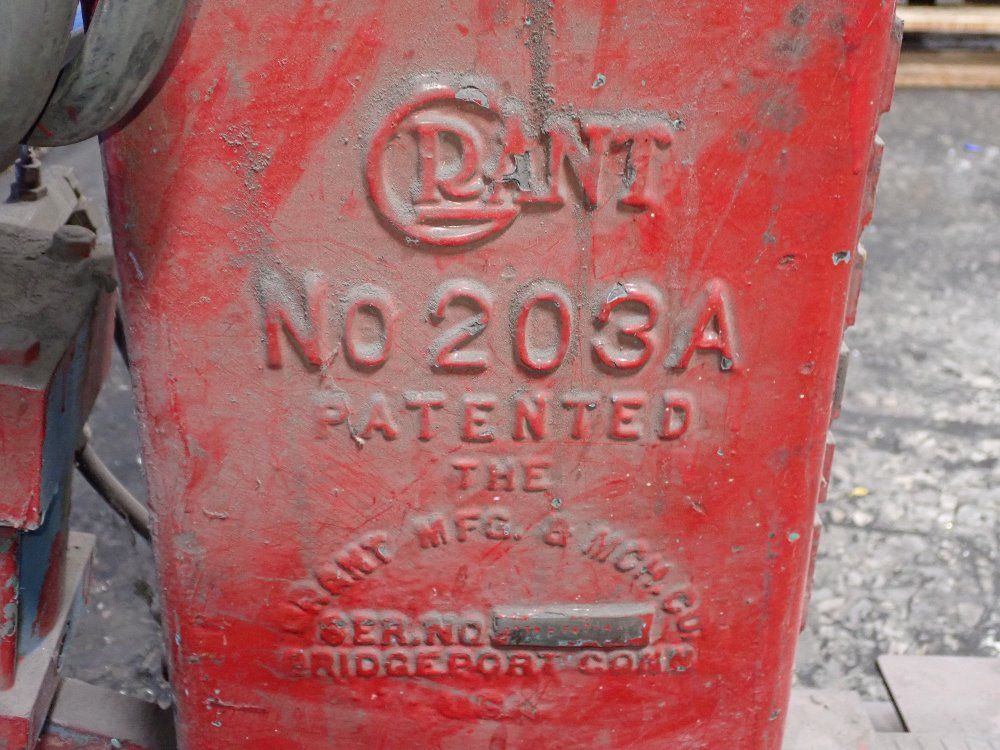 GRANT
NO 203A
PATENTED
THE
GRANT MFG. & MCH. CO.
SER.NO.
BRIDGEPORT CONN